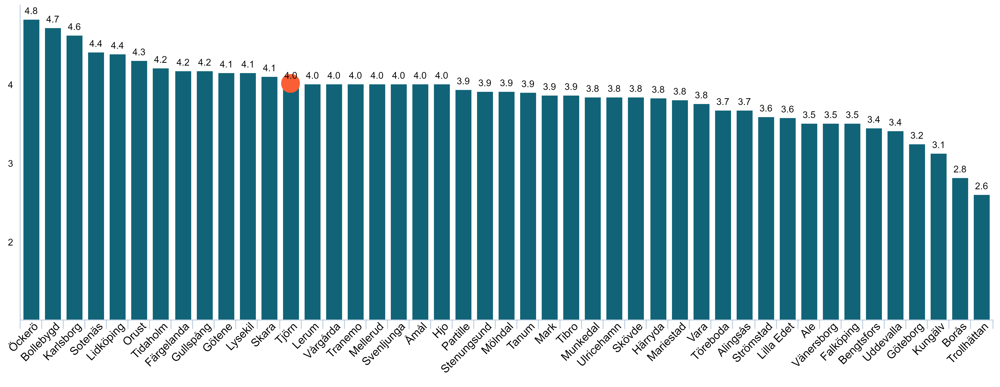 4.8 4.7 4.6 4.4 4.4 4.3 4.2 4.2 4.2 4.1 4.1 4.1 4.0 4.0 4.0 4.0 4.0 4.0 4.0 4.0 3.9 3.9 3.9 3.9 3.9 3.9 3.8 3.8 3.8 3.8 3.8 3.8 3.7 3.7 3.6 3.6 3.5 3.5 3.5 3.4 3.4 3.2 3.1 2.8 2.6
4
3
2
Öckerö
Bollebygd
Karlsborg
Sotenäs
Lidköping
Orust
Tidaholm
Färgelanda
Gullspång
Götene
Lysekil
Skara
Tjörn
Lerum
Vårgårda
Tranemo
Mellerud
Svenljunga
Åmål
Hjo
Partille
Stenungsund
Mölndal
Tanum
Mark
Tibro
Munkedal
Ulricehamn
Skövde
Härryda
Mariestad
Vara
Töreboda
Alingsås
Strömstad
Lilla Edet
Ale
Vänersborg
Falköping
Bengtsfors
Uddevalla
Göteborg
Kungälv
Borås
Trollhättan